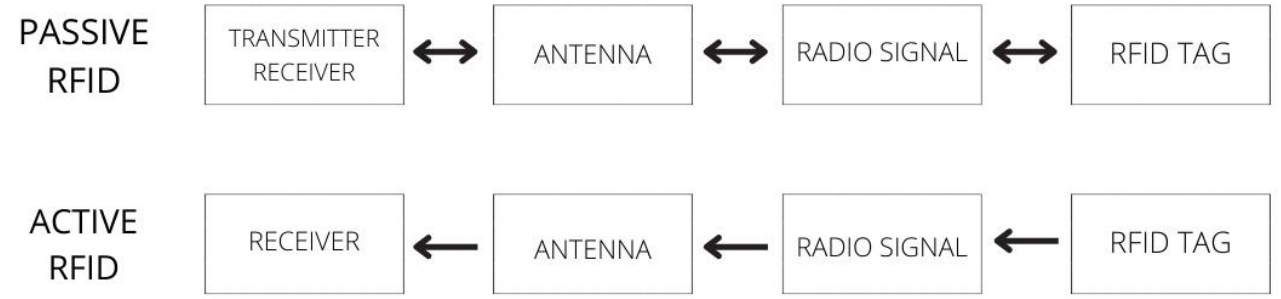 PASSIVE
RFID
TRANSMITTER
RECEIVER
ANTENNA
RADIO SIGNAL
RFID TAG
ACTIVE
RFID
RECEIVER
ANTENNA
RADIO SIGNAL
RFID TAG